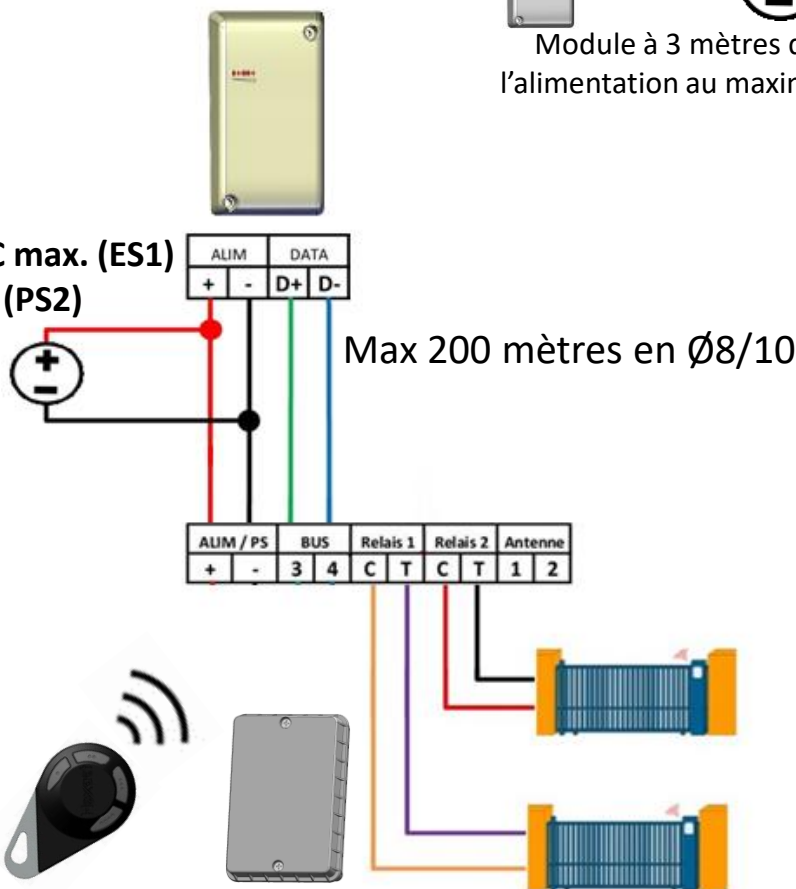 Module à 3 mètres
l'alimentation au
max. (ES1)
(PS2)
ALIM DATA
+ - D+ D-
+
−
Max 200 mètres en Ø8/10
ALIM / PS BUS Relais 1 Relais 2 Antenne
+ - 3 4 C T C T 1 2